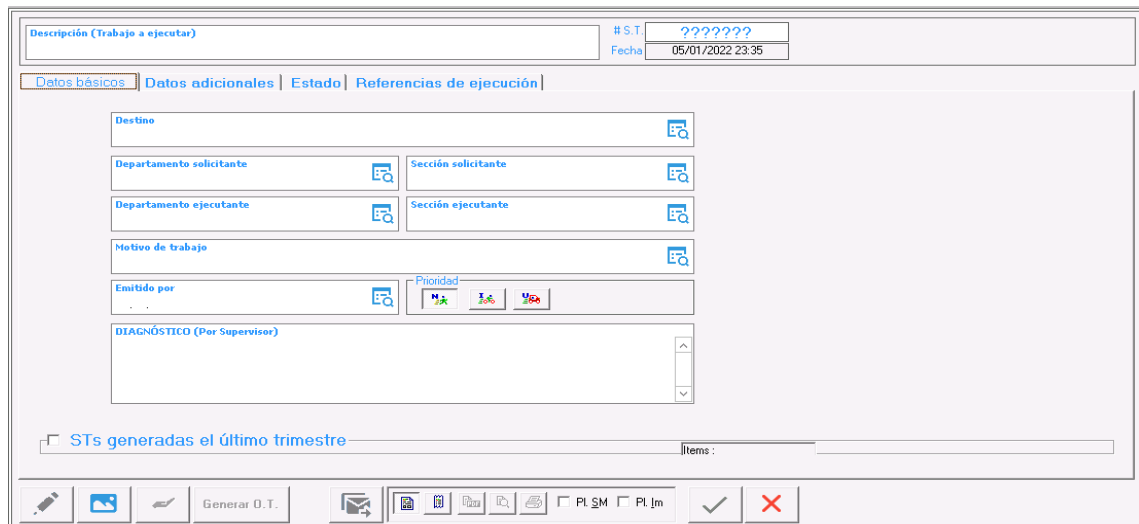 Descripción (Trabajo a ejecutar)
# S.T. ???????
Fecha 05/01/2022 23:35
Datos básicos Datos adicionales Estado Referencias de ejecución
Destino
Departamento solicitante Sección solicitante
Departamento ejecutante Sección ejecutante
Motivo de trabajo
Emitido por Prioridad
N I U
DIAGNÓSTICO (Por Supervisor)
STs generadas el último trimestre
Items :
Generar O.T. Pl. SM Pl. Im